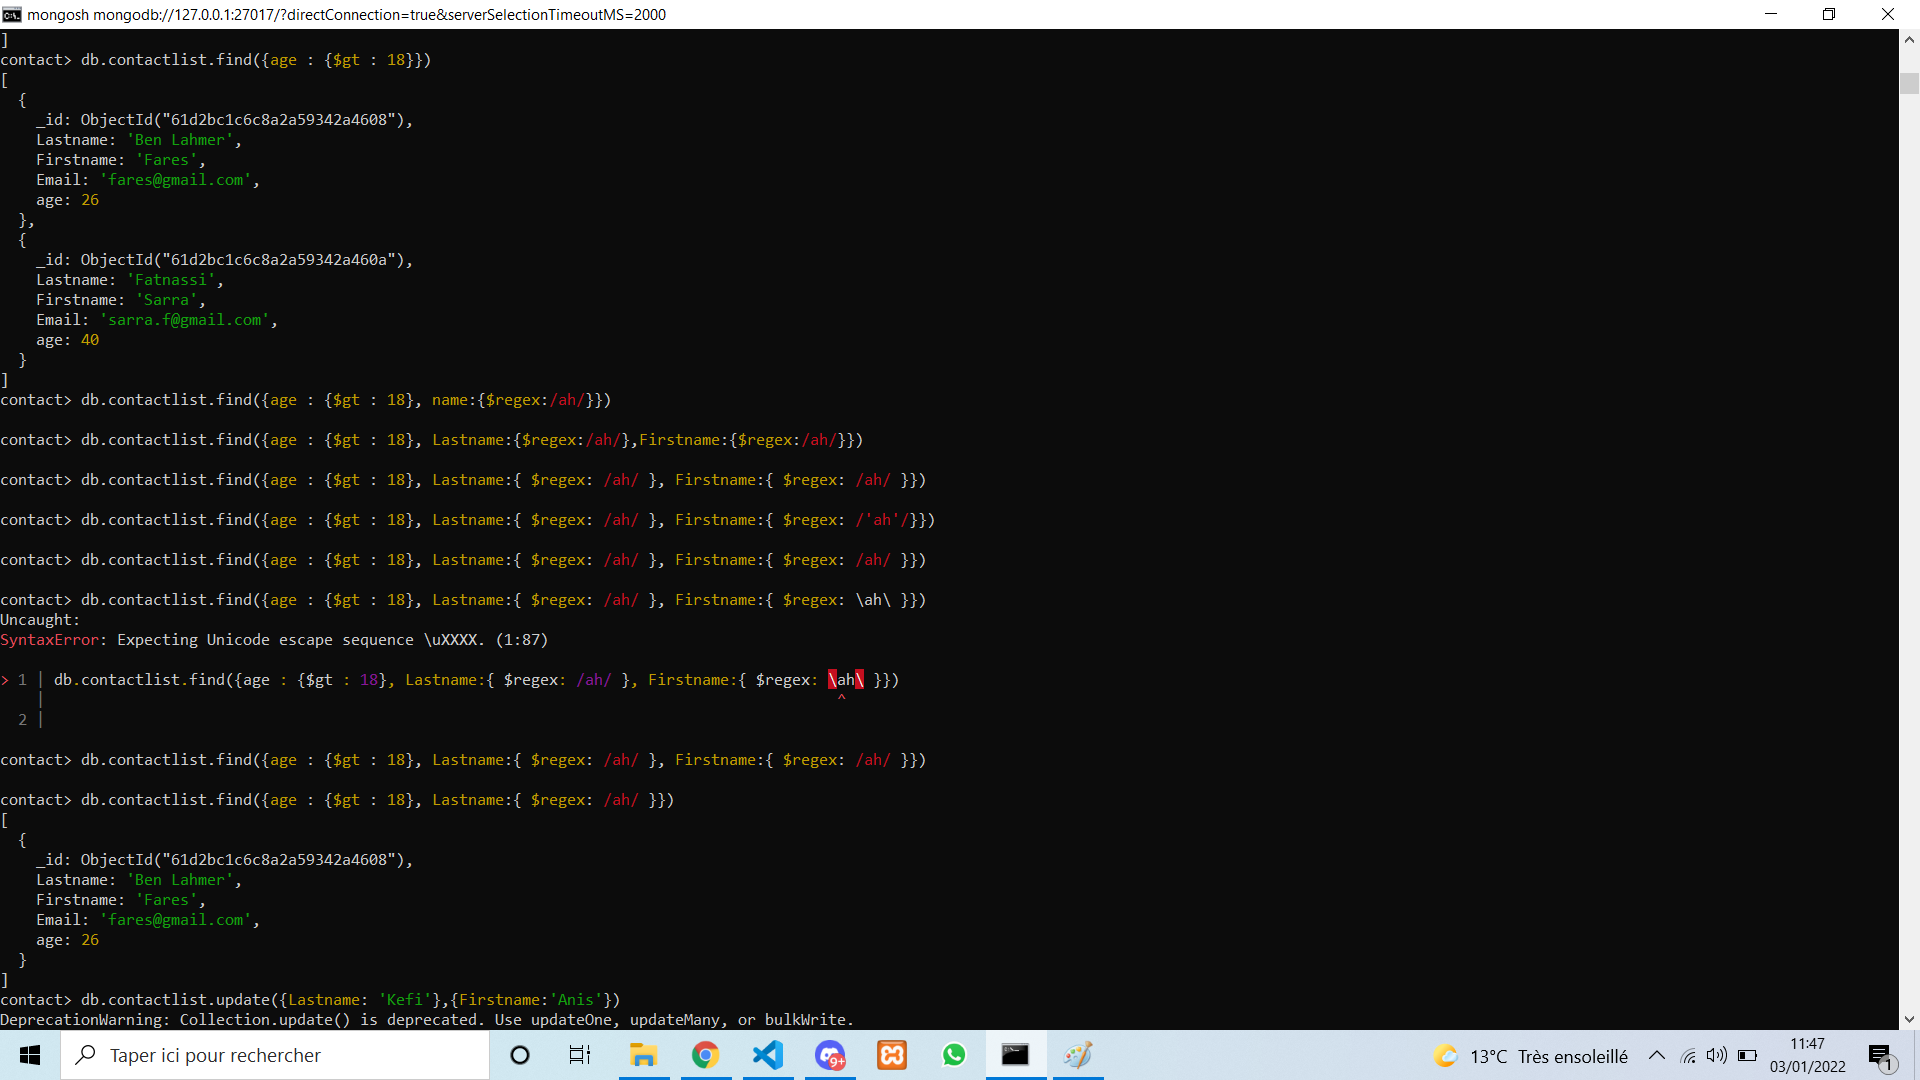 mongosh mongodb://127.0.0.1:27017/?directConnection=true&serverSelectionTimeoutMS=2000
]
contact> db.contactlist.find({age : {$gt : 18}})
[
  {
    _id: ObjectId("61d2bc1c6c8a2a59342a4608"),
    Lastname: 'Ben Lahmer',
    Firstname: 'Fares',
    Email: 'fares@gmail.com',
    age: 26
  },
  {
    _id: ObjectId("61d2bc1c6c8a2a59342a460a"),
    Lastname: 'Fatnassi',
    Firstname: 'Sarra',
    Email: 'sarra.f@gmail.com',
    age: 40
  }
]
contact> db.contactlist.find({age : {$gt : 18}, name:{$regex:/ah/}})
contact> db.contactlist.find({age : {$gt : 18}, Lastname:{$regex:/ah/},Firstname:{$regex:/ah/}})
contact> db.contactlist.find({age : {$gt : 18}, Lastname:{ $regex: /ah/ }, Firstname:{ $regex: /ah/ }})
contact> db.contactlist.find({age : {$gt : 18}, Lastname:{ $regex: /ah/ }, Firstname:{ $regex: /'ah'/}})
contact> db.contactlist.find({age : {$gt : 18}, Lastname:{ $regex: /ah/ }, Firstname:{ $regex: /ah/ }})
contact> db.contactlist.find({age : {$gt : 18}, Lastname:{ $regex: /ah/ }, Firstname:{ $regex: \ah\ }})
Uncaught:
SyntaxError: Expecting Unicode escape sequence \uXXXX. (1:87)
> 1 | db.contactlist.find({age : {$gt : 18}, Lastname:{ $regex: /ah/ }, Firstname:{ $regex: \ah\ }})
    |                                                                                        ^
  2 |
contact> db.contactlist.find({age : {$gt : 18}, Lastname:{ $regex: /ah/ }, Firstname:{ $regex: /ah/ }})
contact> db.contactlist.find({age : {$gt : 18}, Lastname:{ $regex: /ah/ }})
[
  {
    _id: ObjectId("61d2bc1c6c8a2a59342a4608"),
    Lastname: 'Ben Lahmer',
    Firstname: 'Fares',
    Email: 'fares@gmail.com',
    age: 26
  }
]
contact> db.contactlist.update({Lastname: 'Kefi'},{Firstname:'Anis'})
DeprecationWarning: Collection.update() is deprecated. Use updateOne, updateMany, or bulkWrite.
Taper ici pour rechercher
9+
13°C Très ensoleillé
11:47
03/01/2022
1